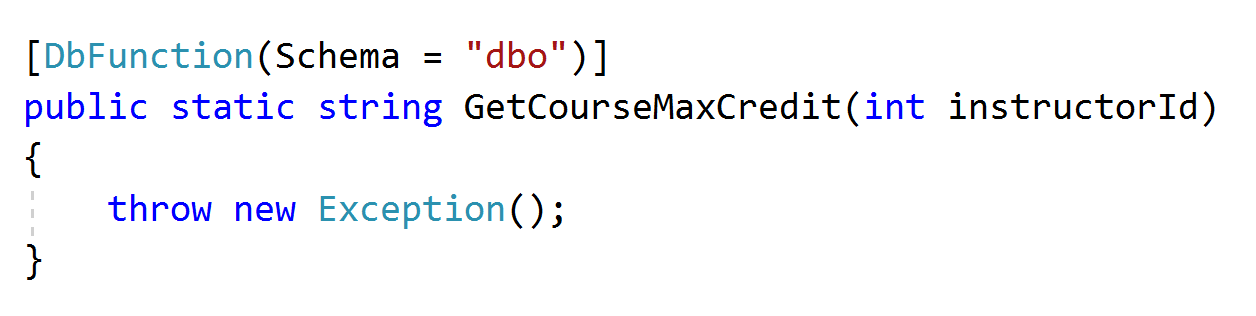 [DbFunction(Schema = "dbo")]
public static string GetCourseMaxCredit(int instructorId)
{
    throw new Exception();
}